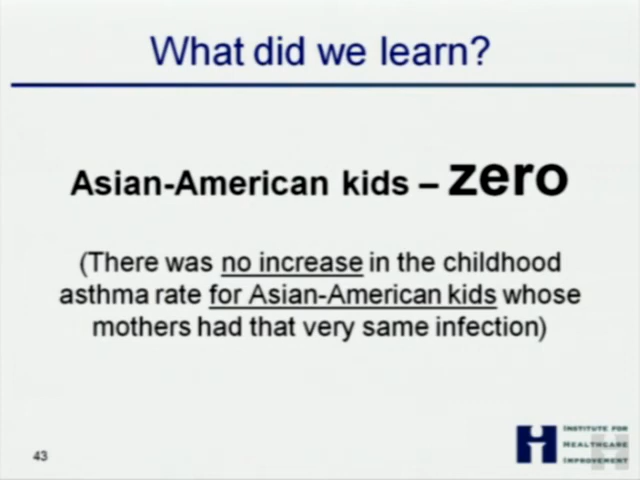 What did we learn?
Asian-American kids – zero
(There was no increase in the childhood
asthma rate for Asian-American kids whose
mothers had that very same infection)
43
INSTITUTE FOR
HEALTHCARE
IMPROVEMENT